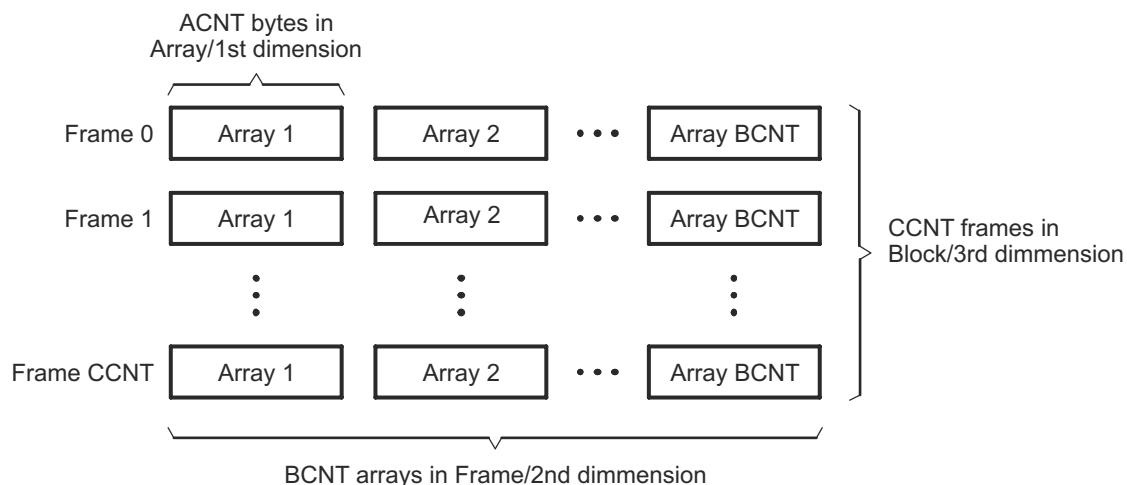 ACNT bytes in
Array/1st dimension
Frame 0 Array 1 Array 2 Array BCNT
Frame 1 Array 1 Array 2 Array BCNT
CCNT frames in
Block/3rd dimmension
Frame CCNT Array 1 Array 2 Array BCNT
BCNT arrays in Frame/2nd dimmension